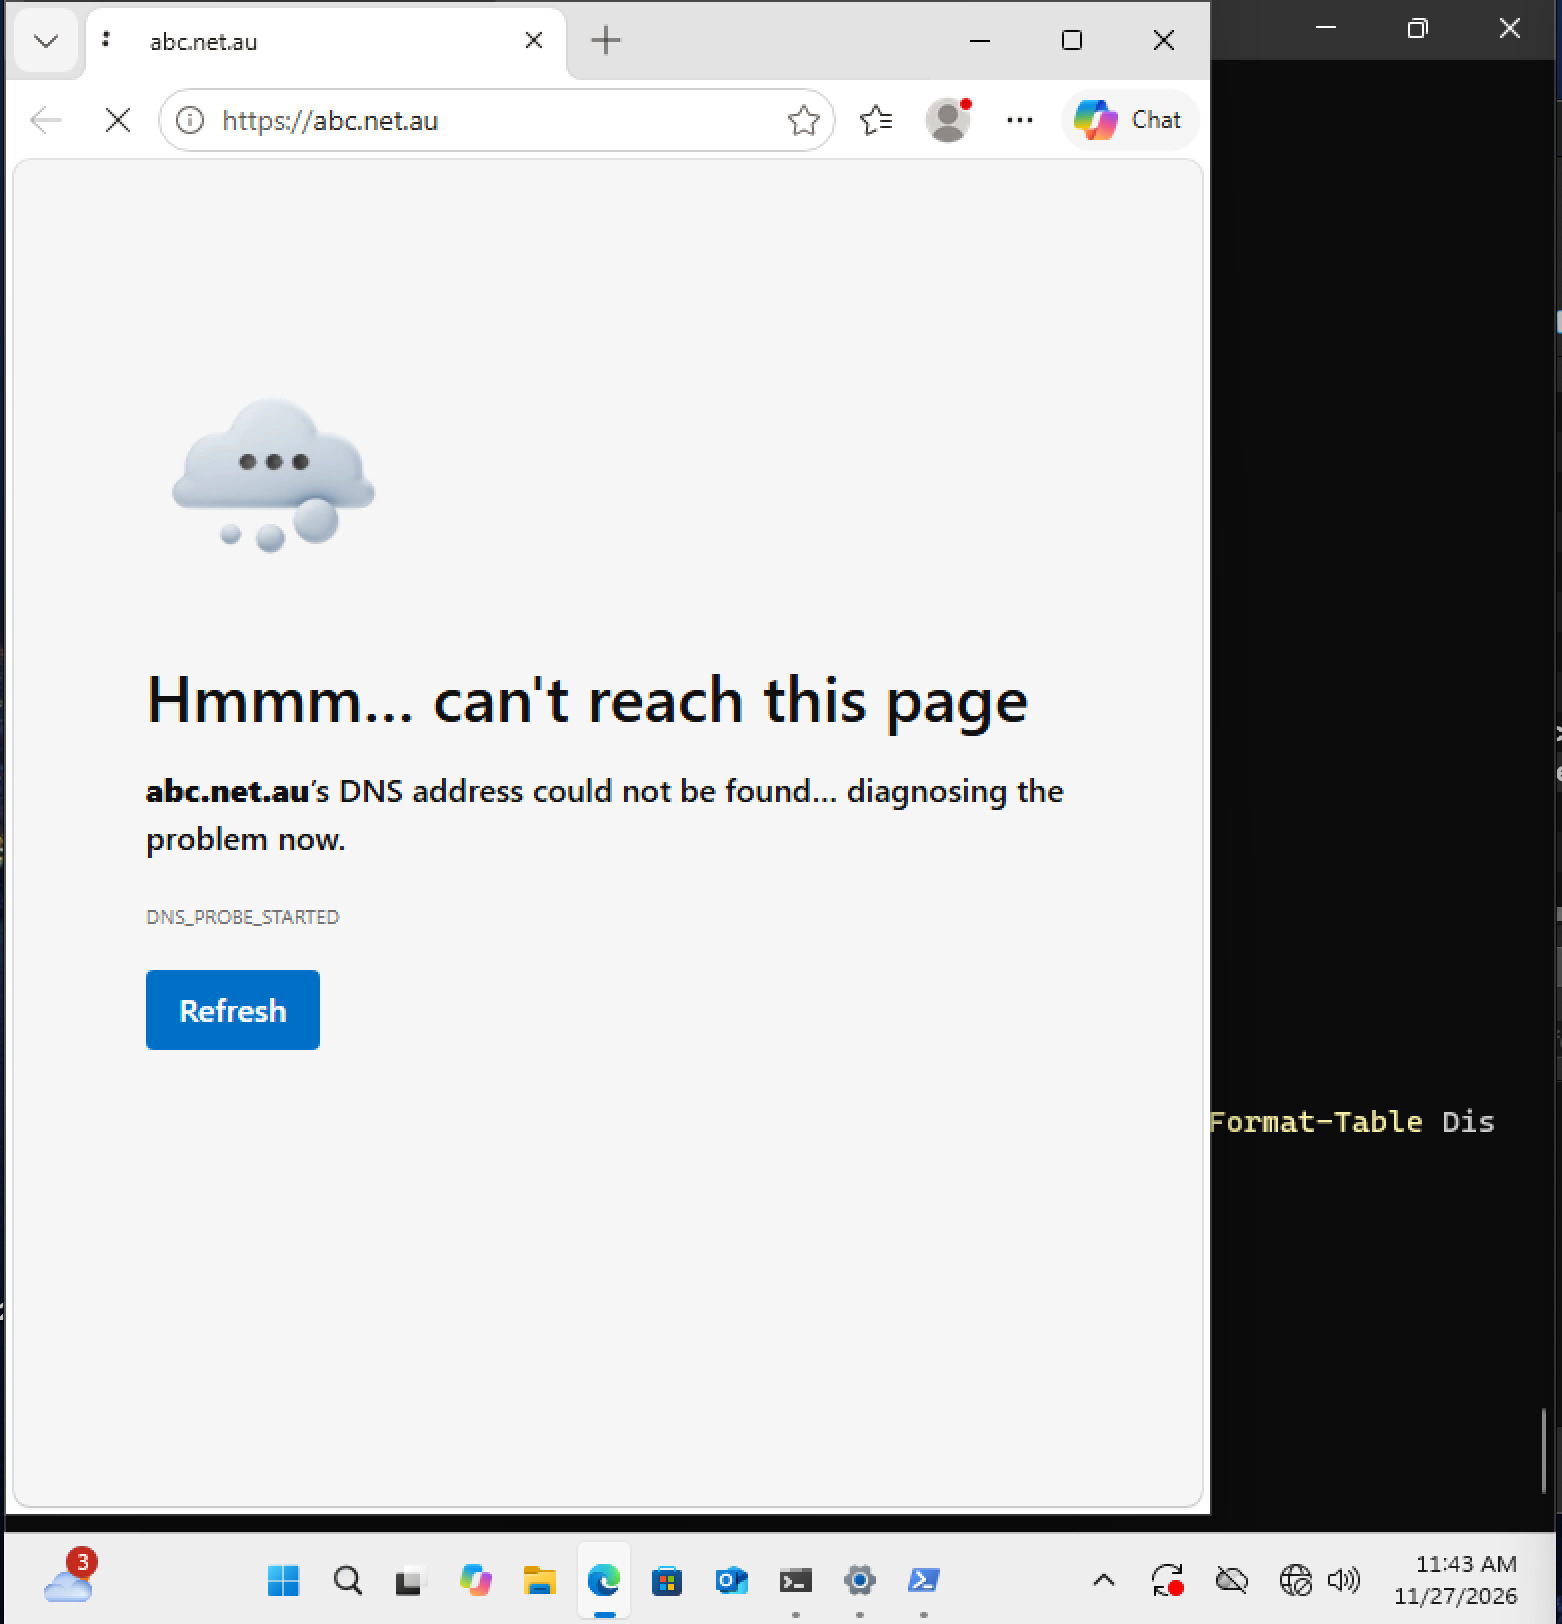 abc.net.au
https://abc.net.au
Chat
Hmmm... can't reach this page
abc.net.au's DNS address could not be found... diagnosing the
problem now.
DNS_PROBE_STARTED
Refresh
Format-Table Dis
3
11:43 AM
11/27/2026